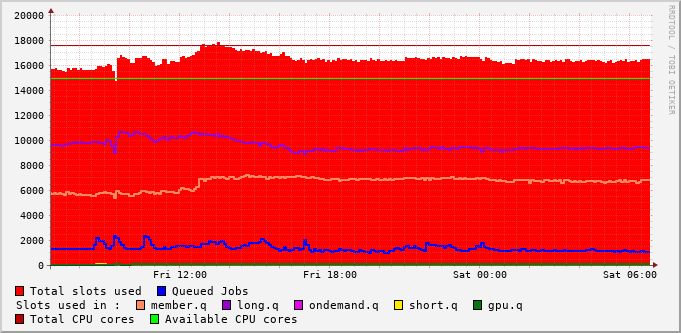 20000
18000
16000
14000
12000
10000
8000
6000
4000
2000
0
Fri 12:00 Fri 18:00 Sat 00:00 Sat 06:00
Total slots used Queued Jobs
Slots used in : member.q long.q ondemand.q short.q gpu.q
Total CPU cores Available CPU cores
RRDTOOL / TOBI OETIKER